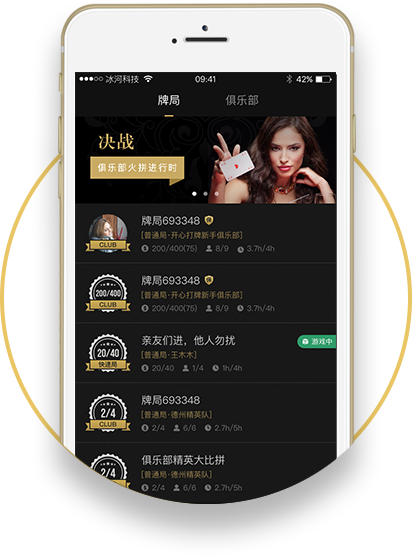 冰河科技 09:41 42%
牌局 俱乐部
决战
俱乐部火拼进行时
牌局693348
CLUB
[普通局·开心打牌新手俱乐部]
200/400(75) 8/9 3.7h/4h
牌局693348
200/400
CLUB
[普通局·开心打牌新手俱乐部]
200/400(75) 8/9 3.7h/4h
亲友们进，他人勿扰
游戏中
20/40
快速局
[普通局·王木木]
20/40 1/4 1h/4h
牌局693348
2/4
CLUB
[普通局·德州精英队]
2/4 6/6 2.7h/5h
俱乐部精英大比拼
2/4
[普通局·德州精英队]
2/4 6/6 2.7h/5h